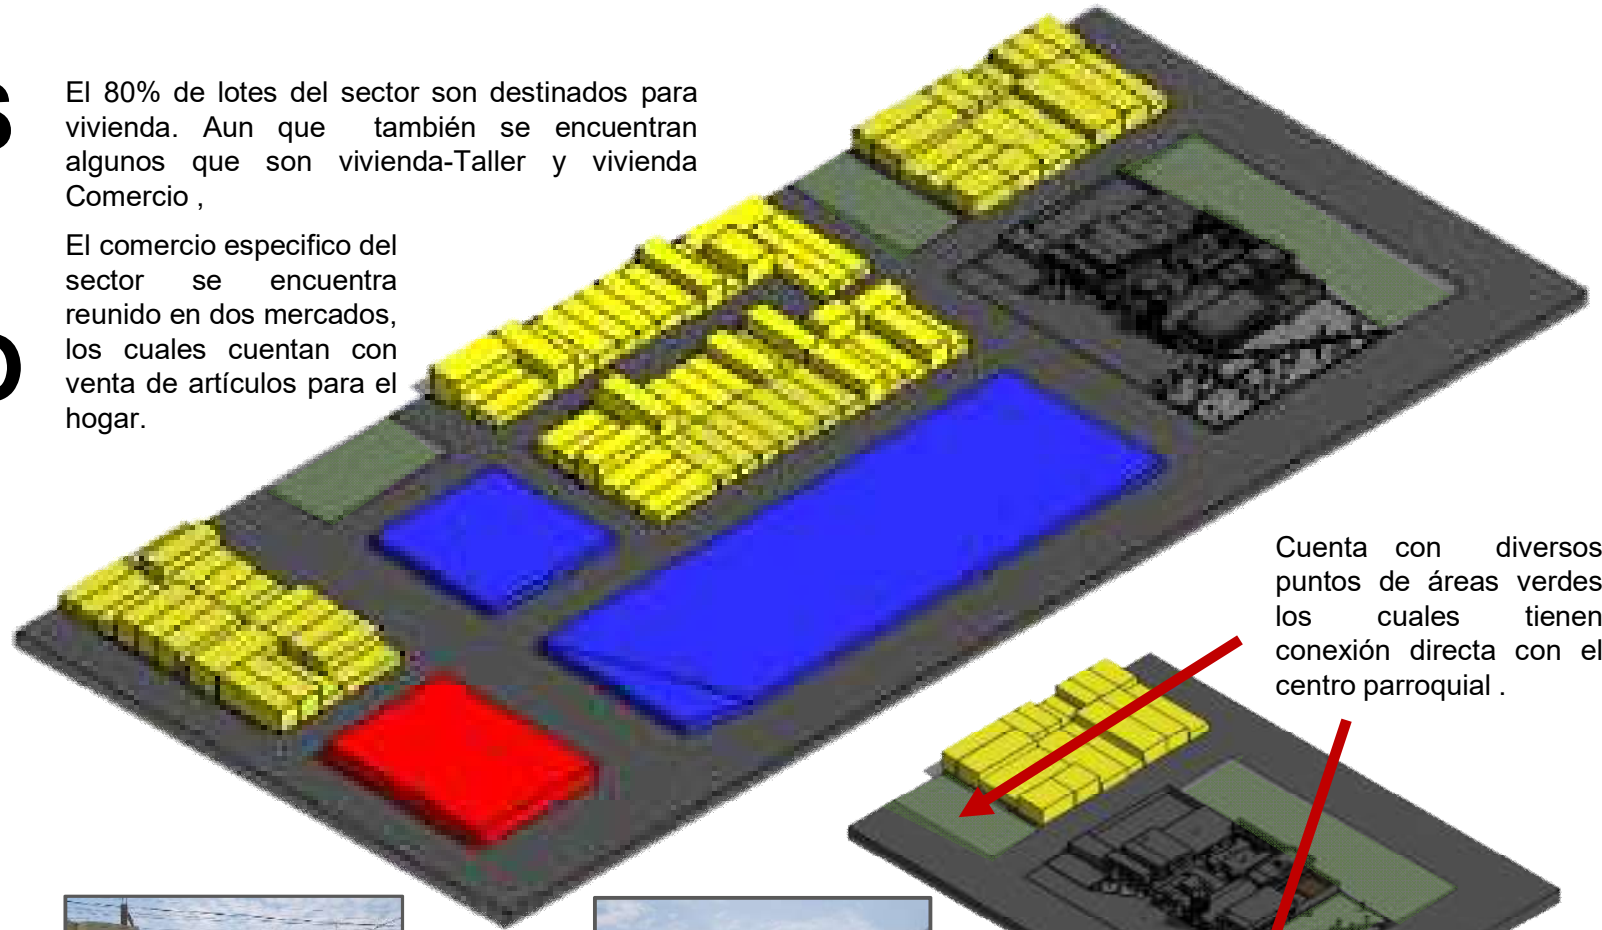 El 80% de lotes del sector son destinados para
vivienda. Aun que también se encuentran
algunos que son vivienda-Taller y vivienda
Comercio ,
El comercio especifico del
sector se encuentra
reunido en dos mercados,
los cuales cuentan con
venta de artículos para el
hogar.
Cuenta con diversos
puntos de áreas verdes
los cuales tienen
conexión directa con el
centro parroquial .